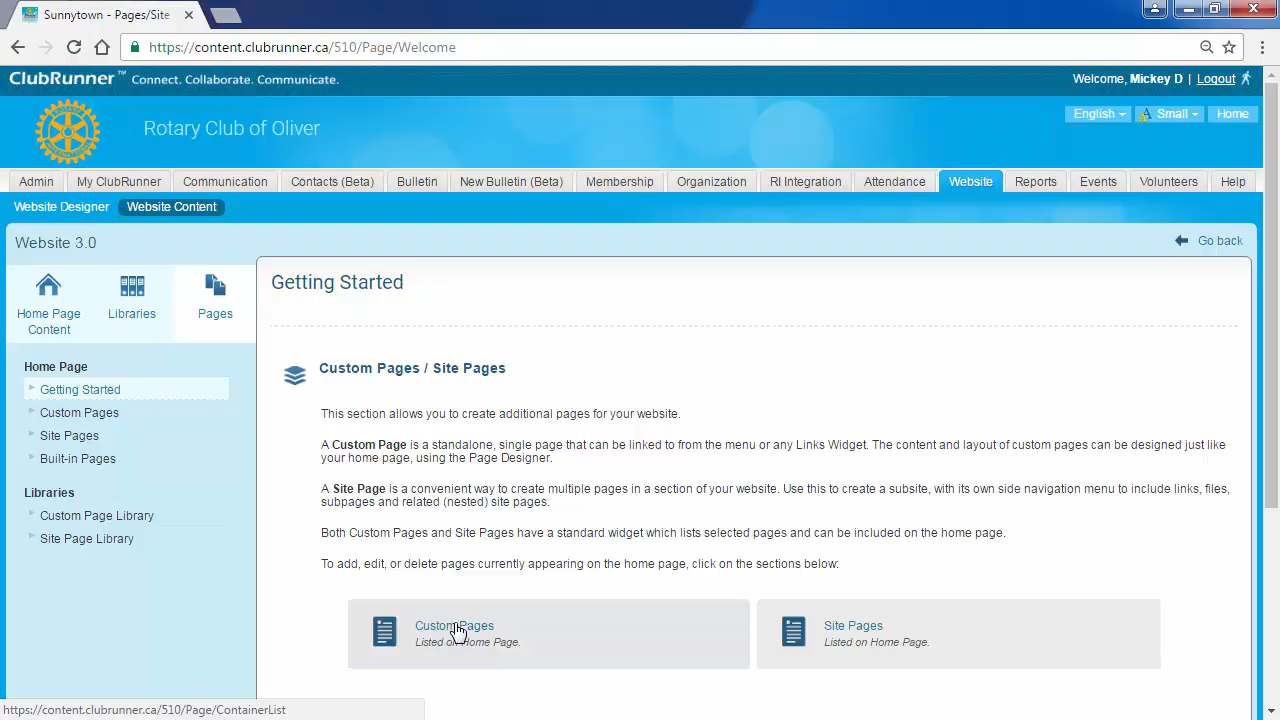 Sunnytown - Pages/Site
https://content.clubrunner.ca/510/Page/Welcome
ClubRunner™ Connect. Collaborate. Communicate.
Welcome, Mickey D | Logout
Rotary Club of Oliver
English Small Home
Admin My ClubRunner Communication Contacts (Beta) Bulletin New Bulletin (Beta) Membership Organization RI Integration Attendance Website Reports Events Volunteers Help
Website Designer Website Content
Website 3.0
Go back
Home Page Content
Libraries
Pages
Home Page
Getting Started
Custom Pages
Site Pages
Built-in Pages
Libraries
Custom Page Library
Site Page Library
Getting Started
Custom Pages / Site Pages
This section allows you to create additional pages for your website.
A Custom Page is a standalone, single page that can be linked to from the menu or any Links Widget. The content and layout of custom pages can be designed just like
your home page, using the Page Designer.
A Site Page is a convenient way to create multiple pages in a section of your website. Use this to create a subsite, with its own side navigation menu to include links, files,
subpages and related (nested) site pages.
Both Custom Pages and Site Pages have a standard widget which lists selected pages and can be included on the home page.
To add, edit, or delete pages currently appearing on the home page, click on the sections below:
Custom Pages
Listed on Home Page.
Site Pages
Listed on Home Page.
https://content.clubrunner.ca/510/Page/ContainerList